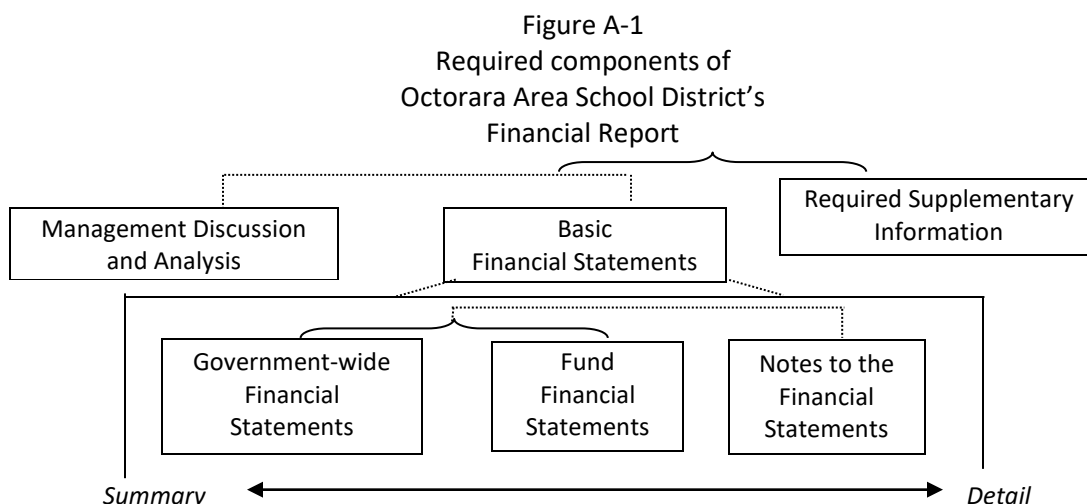 Figure A-1
Required components of
Octorara Area School District’s
Financial Report
Management Discussion
and Analysis
Basic
Financial Statements
Required Supplementary
Information
Government-wide
Financial
Statements
Fund
Financial
Statements
Notes to the
Financial
Statements
Summary
Detail